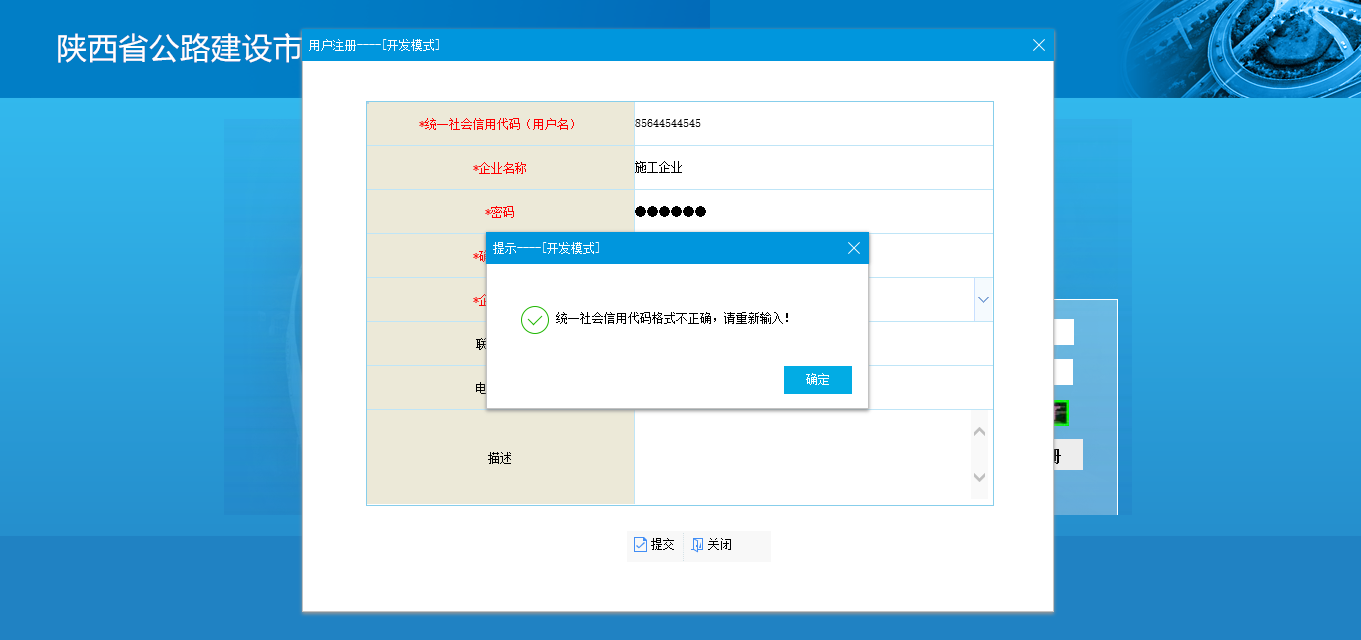 陕西省公路建设市
用户注册----[开发模式]
*统一社会信用代码（用户名）
85644544545
*企业名称
施工企业
*密码
●●●●●●
提示----[开发模式]
统一社会信用代码格式不正确，请重新输入!
确定
联
电
描述
提交
关闭